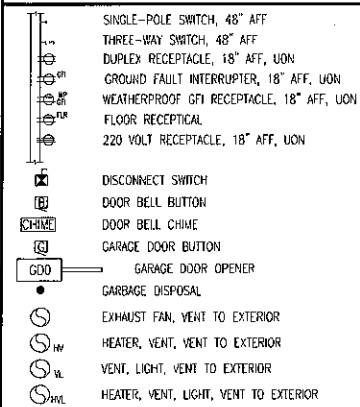 SINGLE-POLE SWITCH, 48" AFF
3 THREE-WAY SWITCH, 48" AFF
DUPLEX RECEPTACLE, 18" AFF, UON
GFI GROUND FAULT INTERRUPTER, 18" AFF, UON
WP GFI WEATHERPROOF GFI RECEPTACLE, 18" AFF, UON
FLR FLOOR RECEPTICAL
220 VOLT RECEPTACLE, 18" AFF, UON
DISCONNECT SWITCH
B DOOR BELL BUTTON
CHIME DOOR BELL CHIME
G GARAGE DOOR BUTTON
GDO GARAGE DOOR OPENER
GARBAGE DISPOSAL
EXHAUST FAN, VENT TO EXTERIOR
HV HEATER, VENT, VENT TO EXTERIOR
VL VENT, LIGHT, VENT TO EXTERIOR
HVL HEATER, VENT, LIGHT, VENT TO EXTERIOR